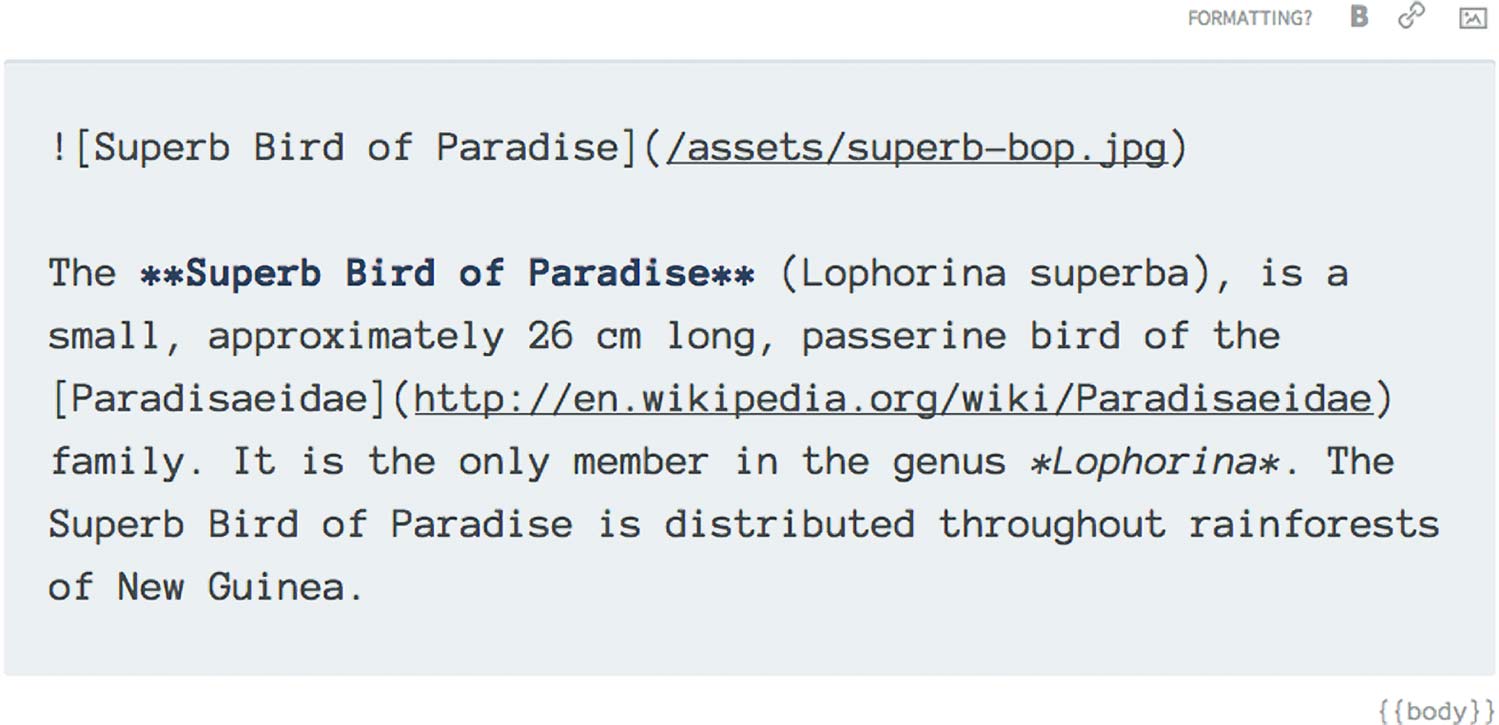 FORMATTING? B
![Superb Bird of Paradise](/assets/superb-bop.jpg)
The **Superb Bird of Paradise** (Lophorina superba), is a
small, approximately 26 cm long, passerine bird of the
[Paradisaeidae](http://en.wikipedia.org/wiki/Paradisaeidae)
family. It is the only member in the genus *Lophorina*. The
Superb Bird of Paradise is distributed throughout rainforests
of New Guinea.
{{body}}